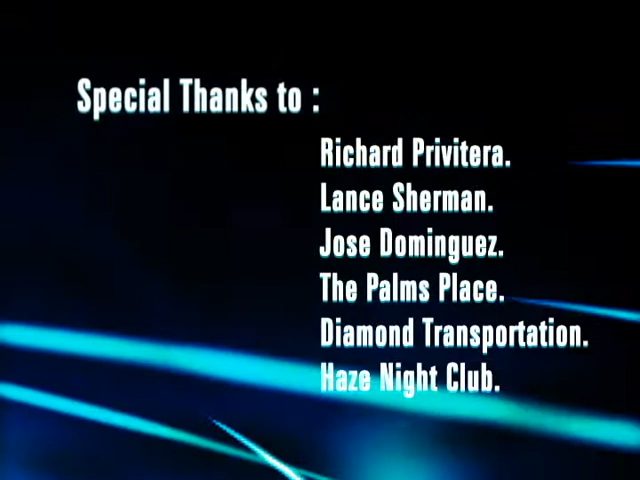 Special Thanks to :
Richard Privitera.
Lance Sherman.
Jose Dominguez.
The Palms Place.
Diamond Transportation.
Haze Night Club.